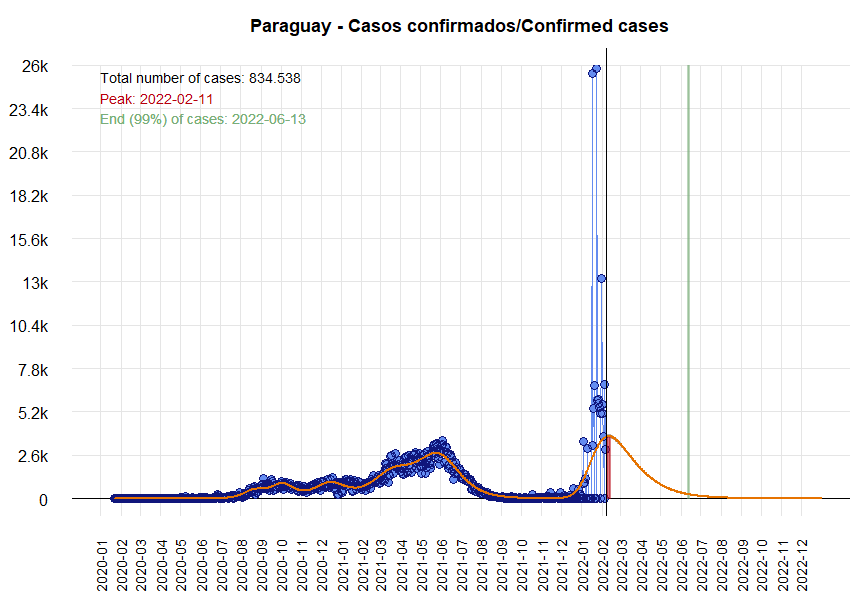 Paraguay - Casos confirmados/Confirmed cases
Total number of cases: 834.538
Peak: 2022-02-11
End (99%) of cases: 2022-06-13
26k
23.4k
20.8k
18.2k
15.6k
13k
10.4k
7.8k
5.2k
2.6k
0
2020-01
2020-02
2020-03
2020-04
2020-05
2020-06
2020-07
2020-08
2020-09
2020-10
2020-11
2020-12
2021-01
2021-02
2021-03
2021-04
2021-05
2021-06
2021-07
2021-08
2021-09
2021-10
2021-11
2021-12
2022-01
2022-02
2022-03
2022-04
2022-05
2022-06
2022-07
2022-08
2022-09
2022-10
2022-11
2022-12